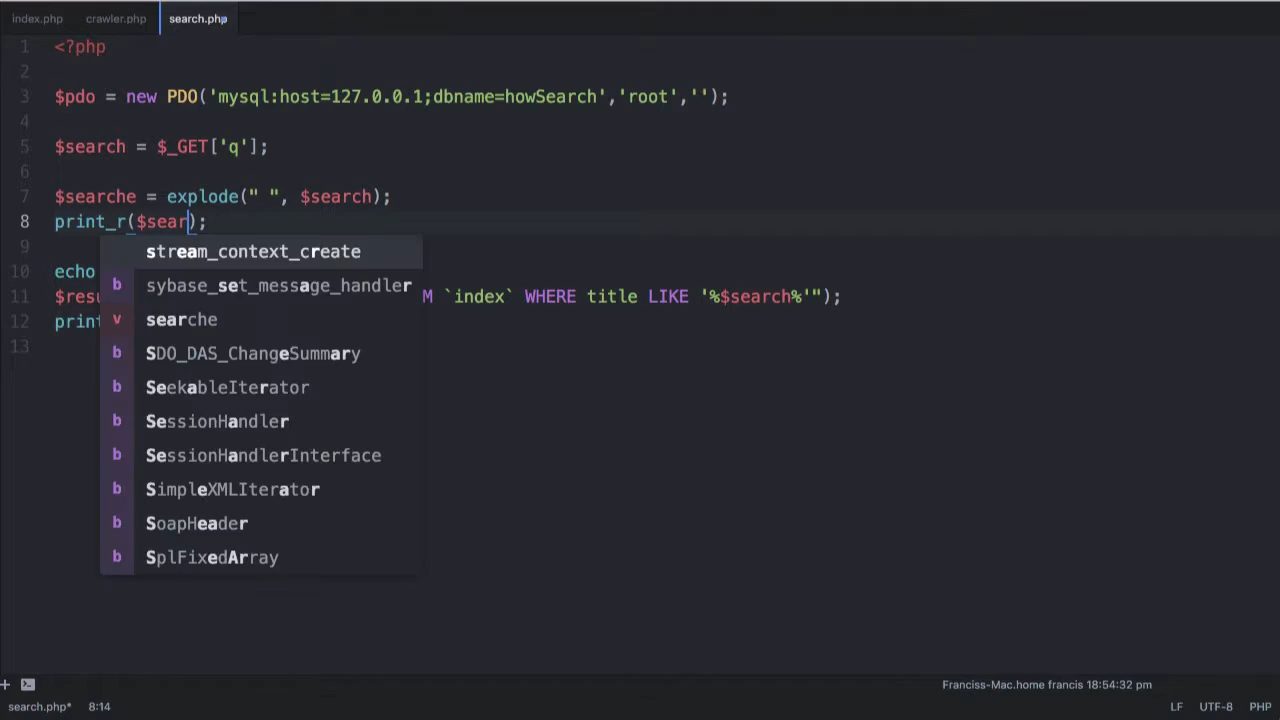 index.php crawler.php search.php
1 <?php
2
3 $pdo = new PDO('mysql:host=127.0.0.1;dbname=howSearch','root','');
4
5 $search = $_GET['q'];
6
7 $searche = explode(" ", $search);
8 print_r($sear);
9
stream_context_create
10 echo
b sybase_set_message_handler
11 $resu M `index` WHERE title LIKE '%$search%'");
12 print
v searche
13
b SDO_DAS_ChangeSummary
b SeekableIterator
b SessionHandler
b SessionHandlerInterface
b SimpleXMLIterator
b SoapHeader
b SplFixedArray
+ Franciss-Mac.home francis 18:54:32 pm
search.php* 8:14 LF UTF-8 PHP